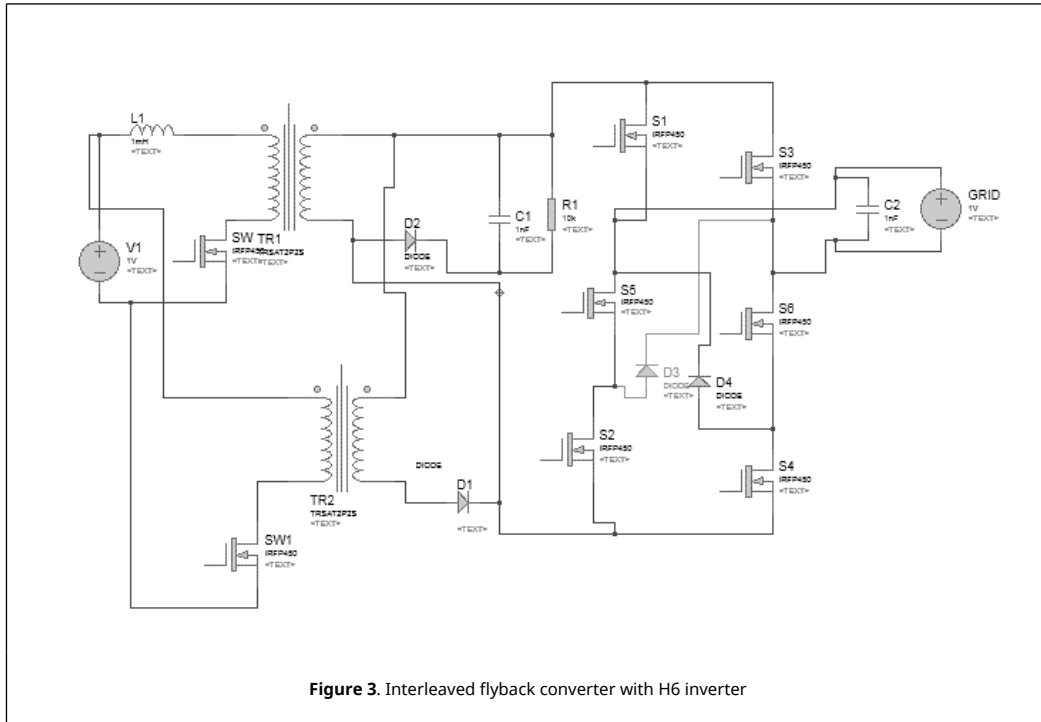 L1
1mH
<TEXT>
V1
1V
<TEXT>
SW
IRFP450
<TEXT>
TR1
TRSAT2P2S
<TEXT>
D2
DIODE
<TEXT>
C1
1nF
<TEXT>
R1
10k
<TEXT>
S1
IRFP450
<TEXT>
S3
IRFP450
<TEXT>
C2
1nF
<TEXT>
GRID
1V
<TEXT>
S5
IRFP450
<TEXT>
S6
IRFP450
<TEXT>
D3
DIODE
<TEXT>
D4
DIODE
<TEXT>
S2
IRFP450
<TEXT>
S4
IRFP450
<TEXT>
TR2
TRSAT2P2S
<TEXT>
DIODE
D1
<TEXT>
SW1
IRFP450
<TEXT>
Figure 3. Interleaved flyback converter with H6 inverter